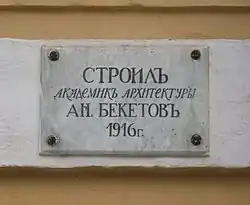 СТРОИЛЪ
АКАДЕМИКЪ АРХИТЕКТУРЫ
АН. БЕКЕТОВЪ
1916г.